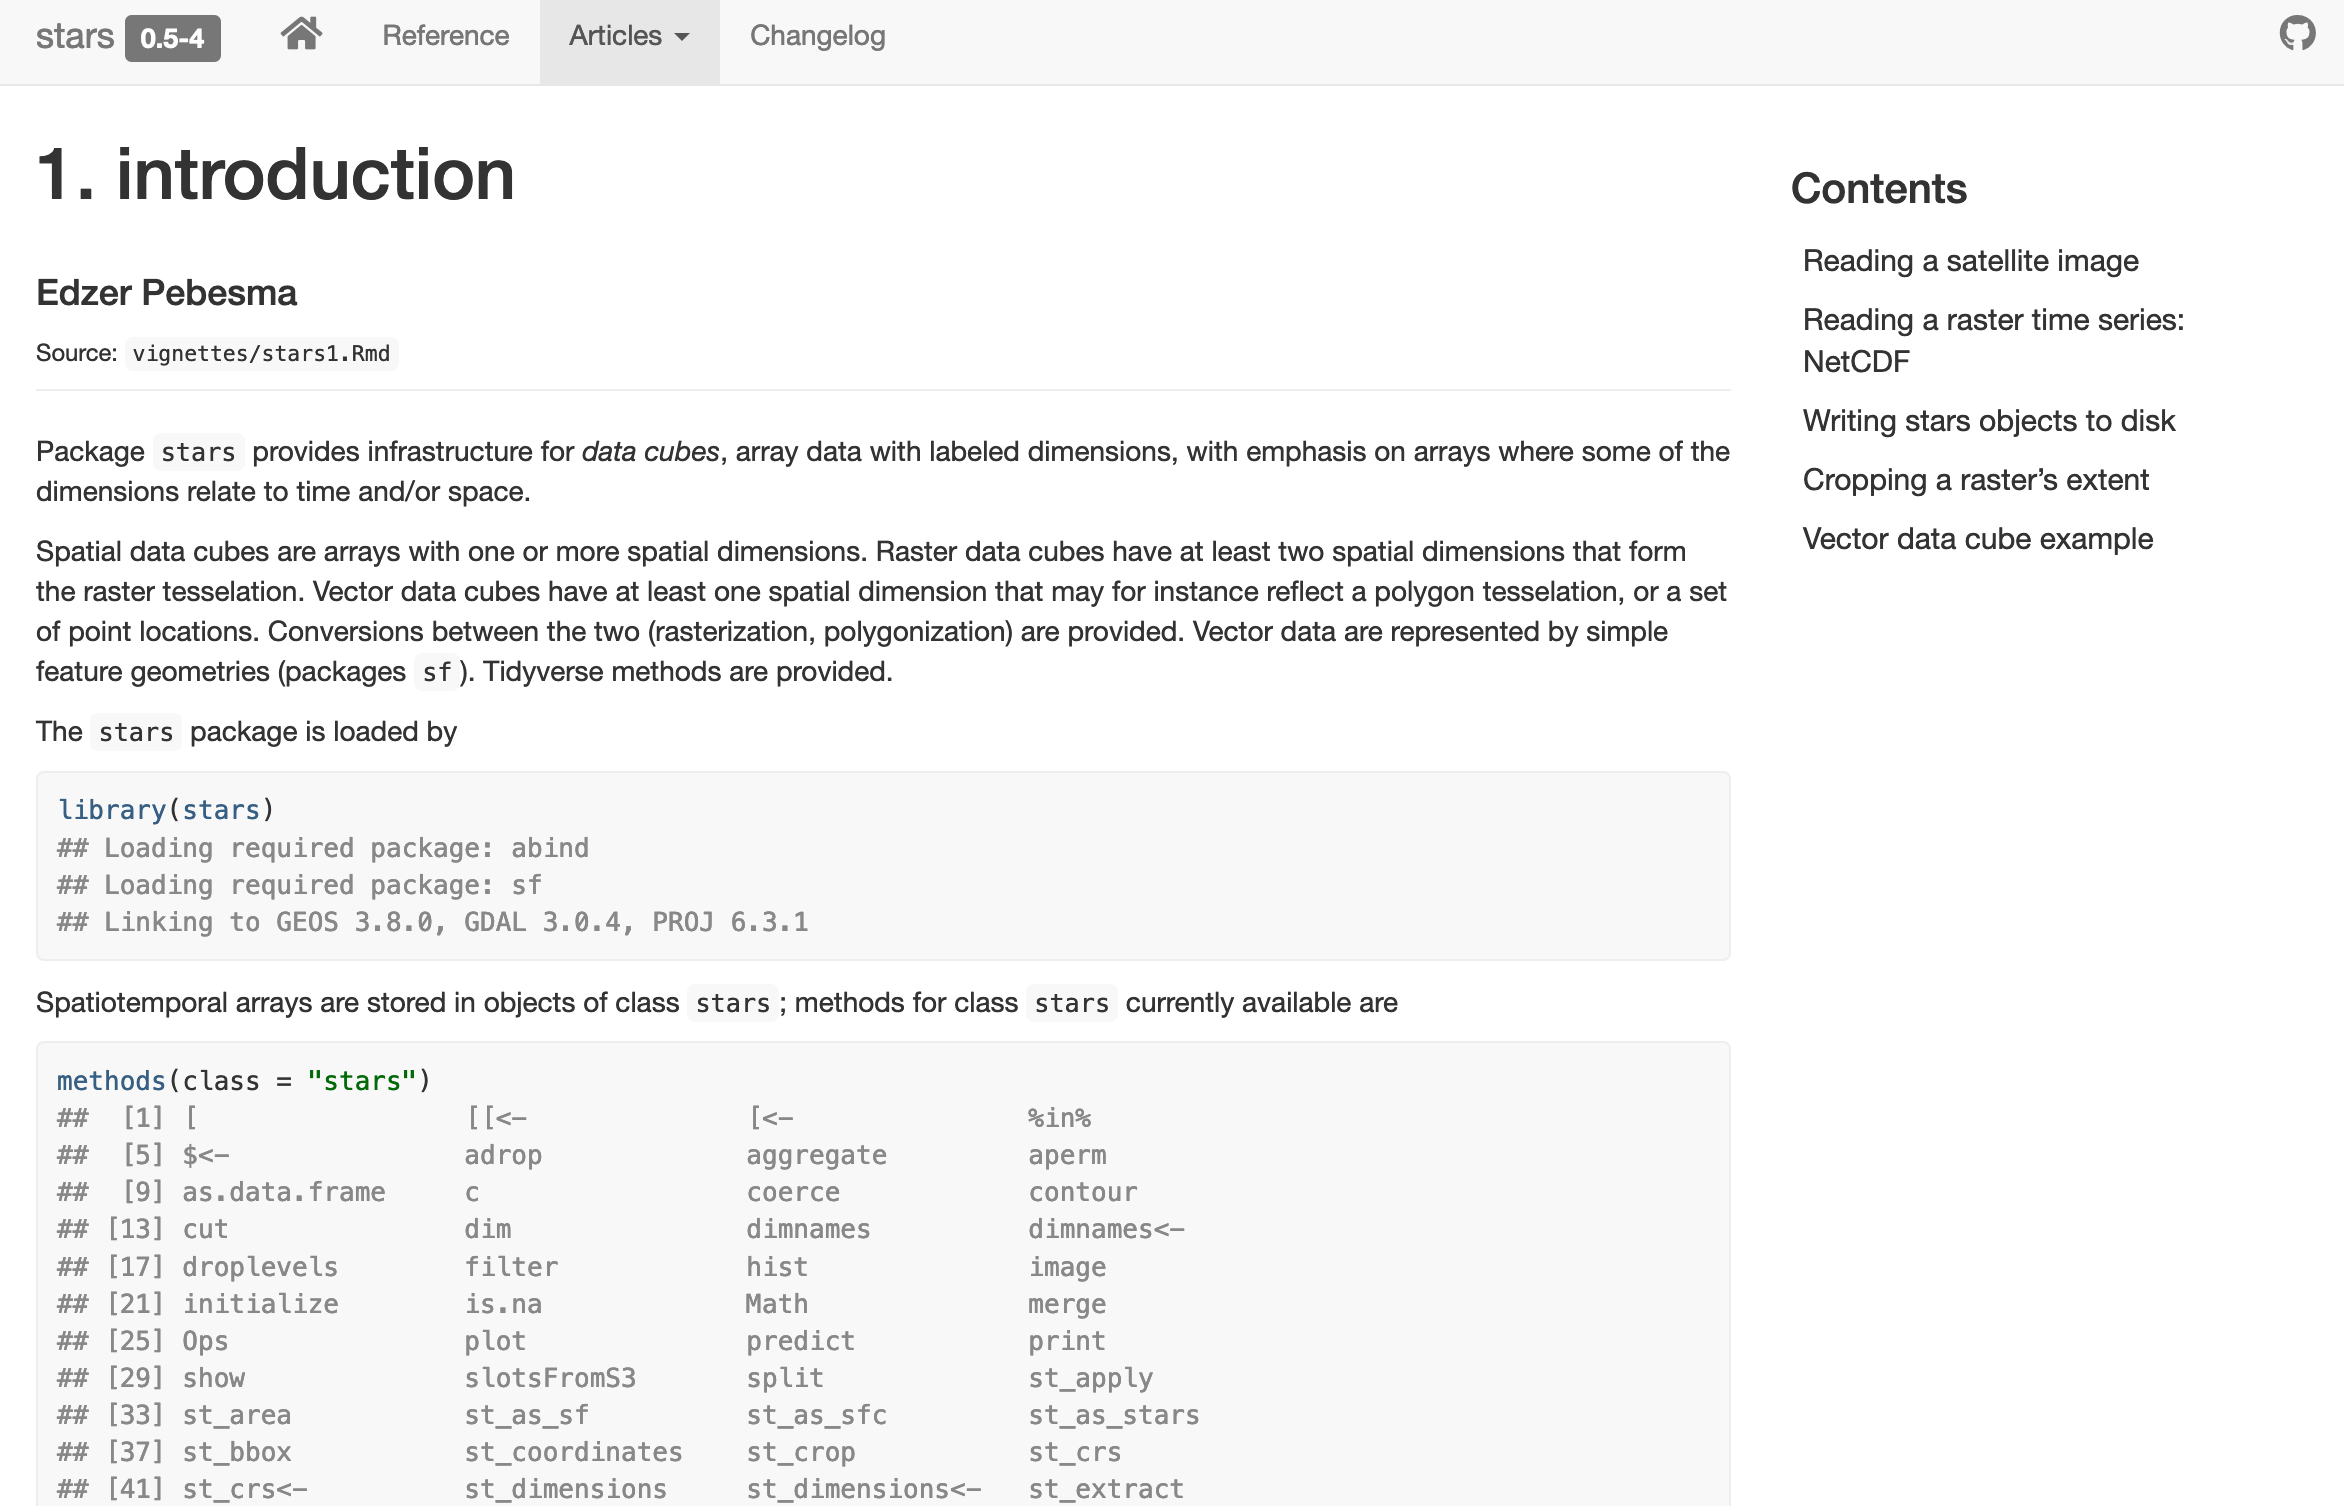 stars 0.5-4 Reference Articles Changelog
1. introduction
Edzer Pebesma
Source: vignettes/stars1.Rmd
Package stars provides infrastructure for data cubes, array data with labeled dimensions, with emphasis on arrays where some of the
dimensions relate to time and/or space.
Spatial data cubes are arrays with one or more spatial dimensions. Raster data cubes have at least two spatial dimensions that form
the raster tesselation. Vector data cubes have at least one spatial dimension that may for instance reflect a polygon tesselation, or a set
of point locations. Conversions between the two (rasterization, polygonization) are provided. Vector data are represented by simple
feature geometries (packages sf). Tidyverse methods are provided.
The stars package is loaded by
library(stars)
## Loading required package: abind
## Loading required package: sf
## Linking to GEOS 3.8.0, GDAL 3.0.4, PROJ 6.3.1
Spatiotemporal arrays are stored in objects of class stars; methods for class stars currently available are
methods(class = "stars")
##  [1] [                 [[<-              [<-               %in%
##  [5] $<-               adrop             aggregate         aperm
##  [9] as.data.frame     c                 coerce            contour
## [13] cut               dim               dimnames          dimnames<-
## [17] droplevels        filter            hist              image
## [21] initialize        is.na             Math              merge
## [25] Ops               plot              predict           print
## [29] show              slotsFromS3       split             st_apply
## [33] st_area           st_as_sf          st_as_sfc         st_as_stars
## [37] st_bbox           st_coordinates    st_crop           st_crs
## [41] st_crs<-          st_dimensions     st_dimensions<-   st_extract
Contents
Reading a satellite image
Reading a raster time series:
NetCDF
Writing stars objects to disk
Cropping a raster’s extent
Vector data cube example